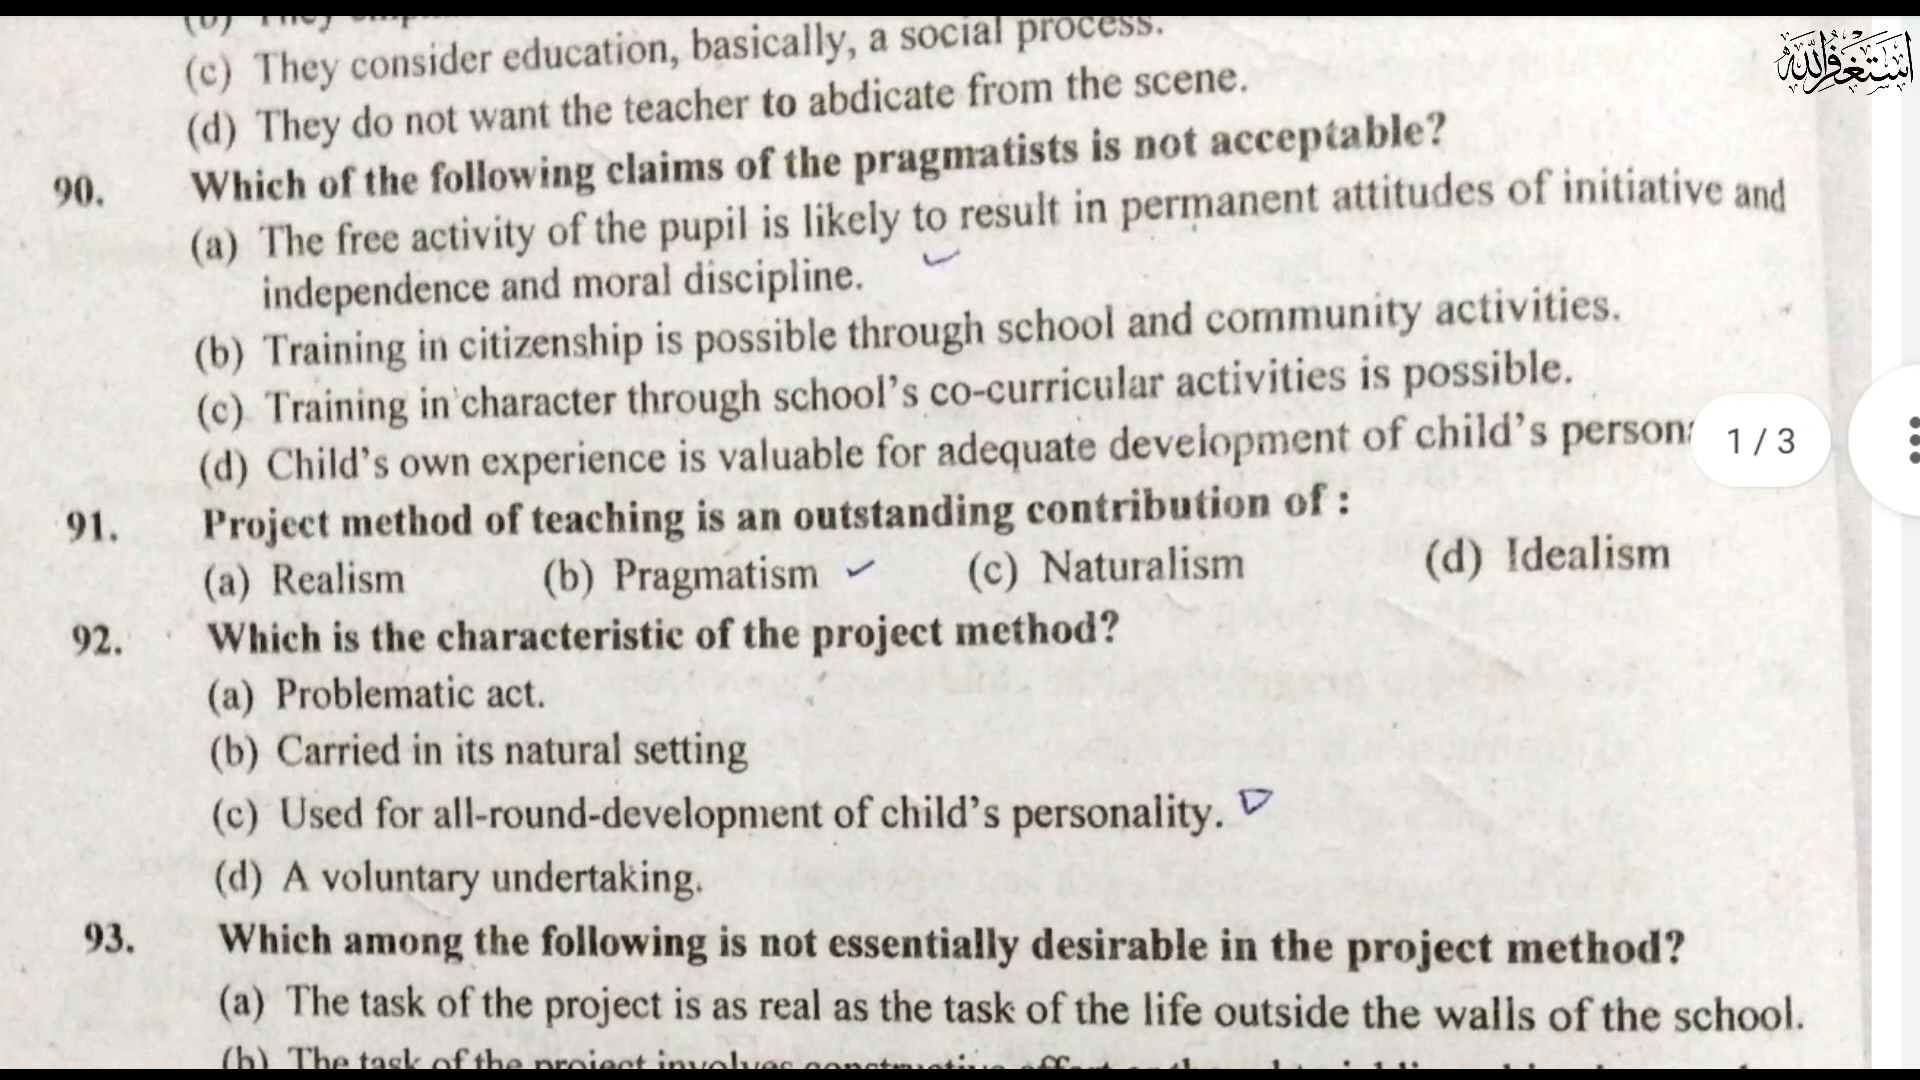 (c) They consider education, basically, a social process.
استغفر الله
(d) They do not want the teacher to abdicate from the scene.
90. Which of the following claims of the pragmatists is not acceptable?
(a) The free activity of the pupil is likely to result in permanent attitudes of initiative and
independence and moral discipline.
(b) Training in citizenship is possible through school and community activities.
(c) Training in character through school's co-curricular activities is possible.
(d) Child's own experience is valuable for adequate development of child's
1 / 3
91. Project method of teaching is an outstanding contribution of :
(a) Realism (b) Pragmatism (c) Naturalism (d) Idealism
92. Which is the characteristic of the project method?
(a) Problematic act.
(b) Carried in its natural setting
(c) Used for all-round-development of child's personality.
(d) A voluntary undertaking.
93. Which among the following is not essentially desirable in the project method?
(a) The task of the project is as real as the task of the life outside the walls of the school.
(b) The task of the project involves